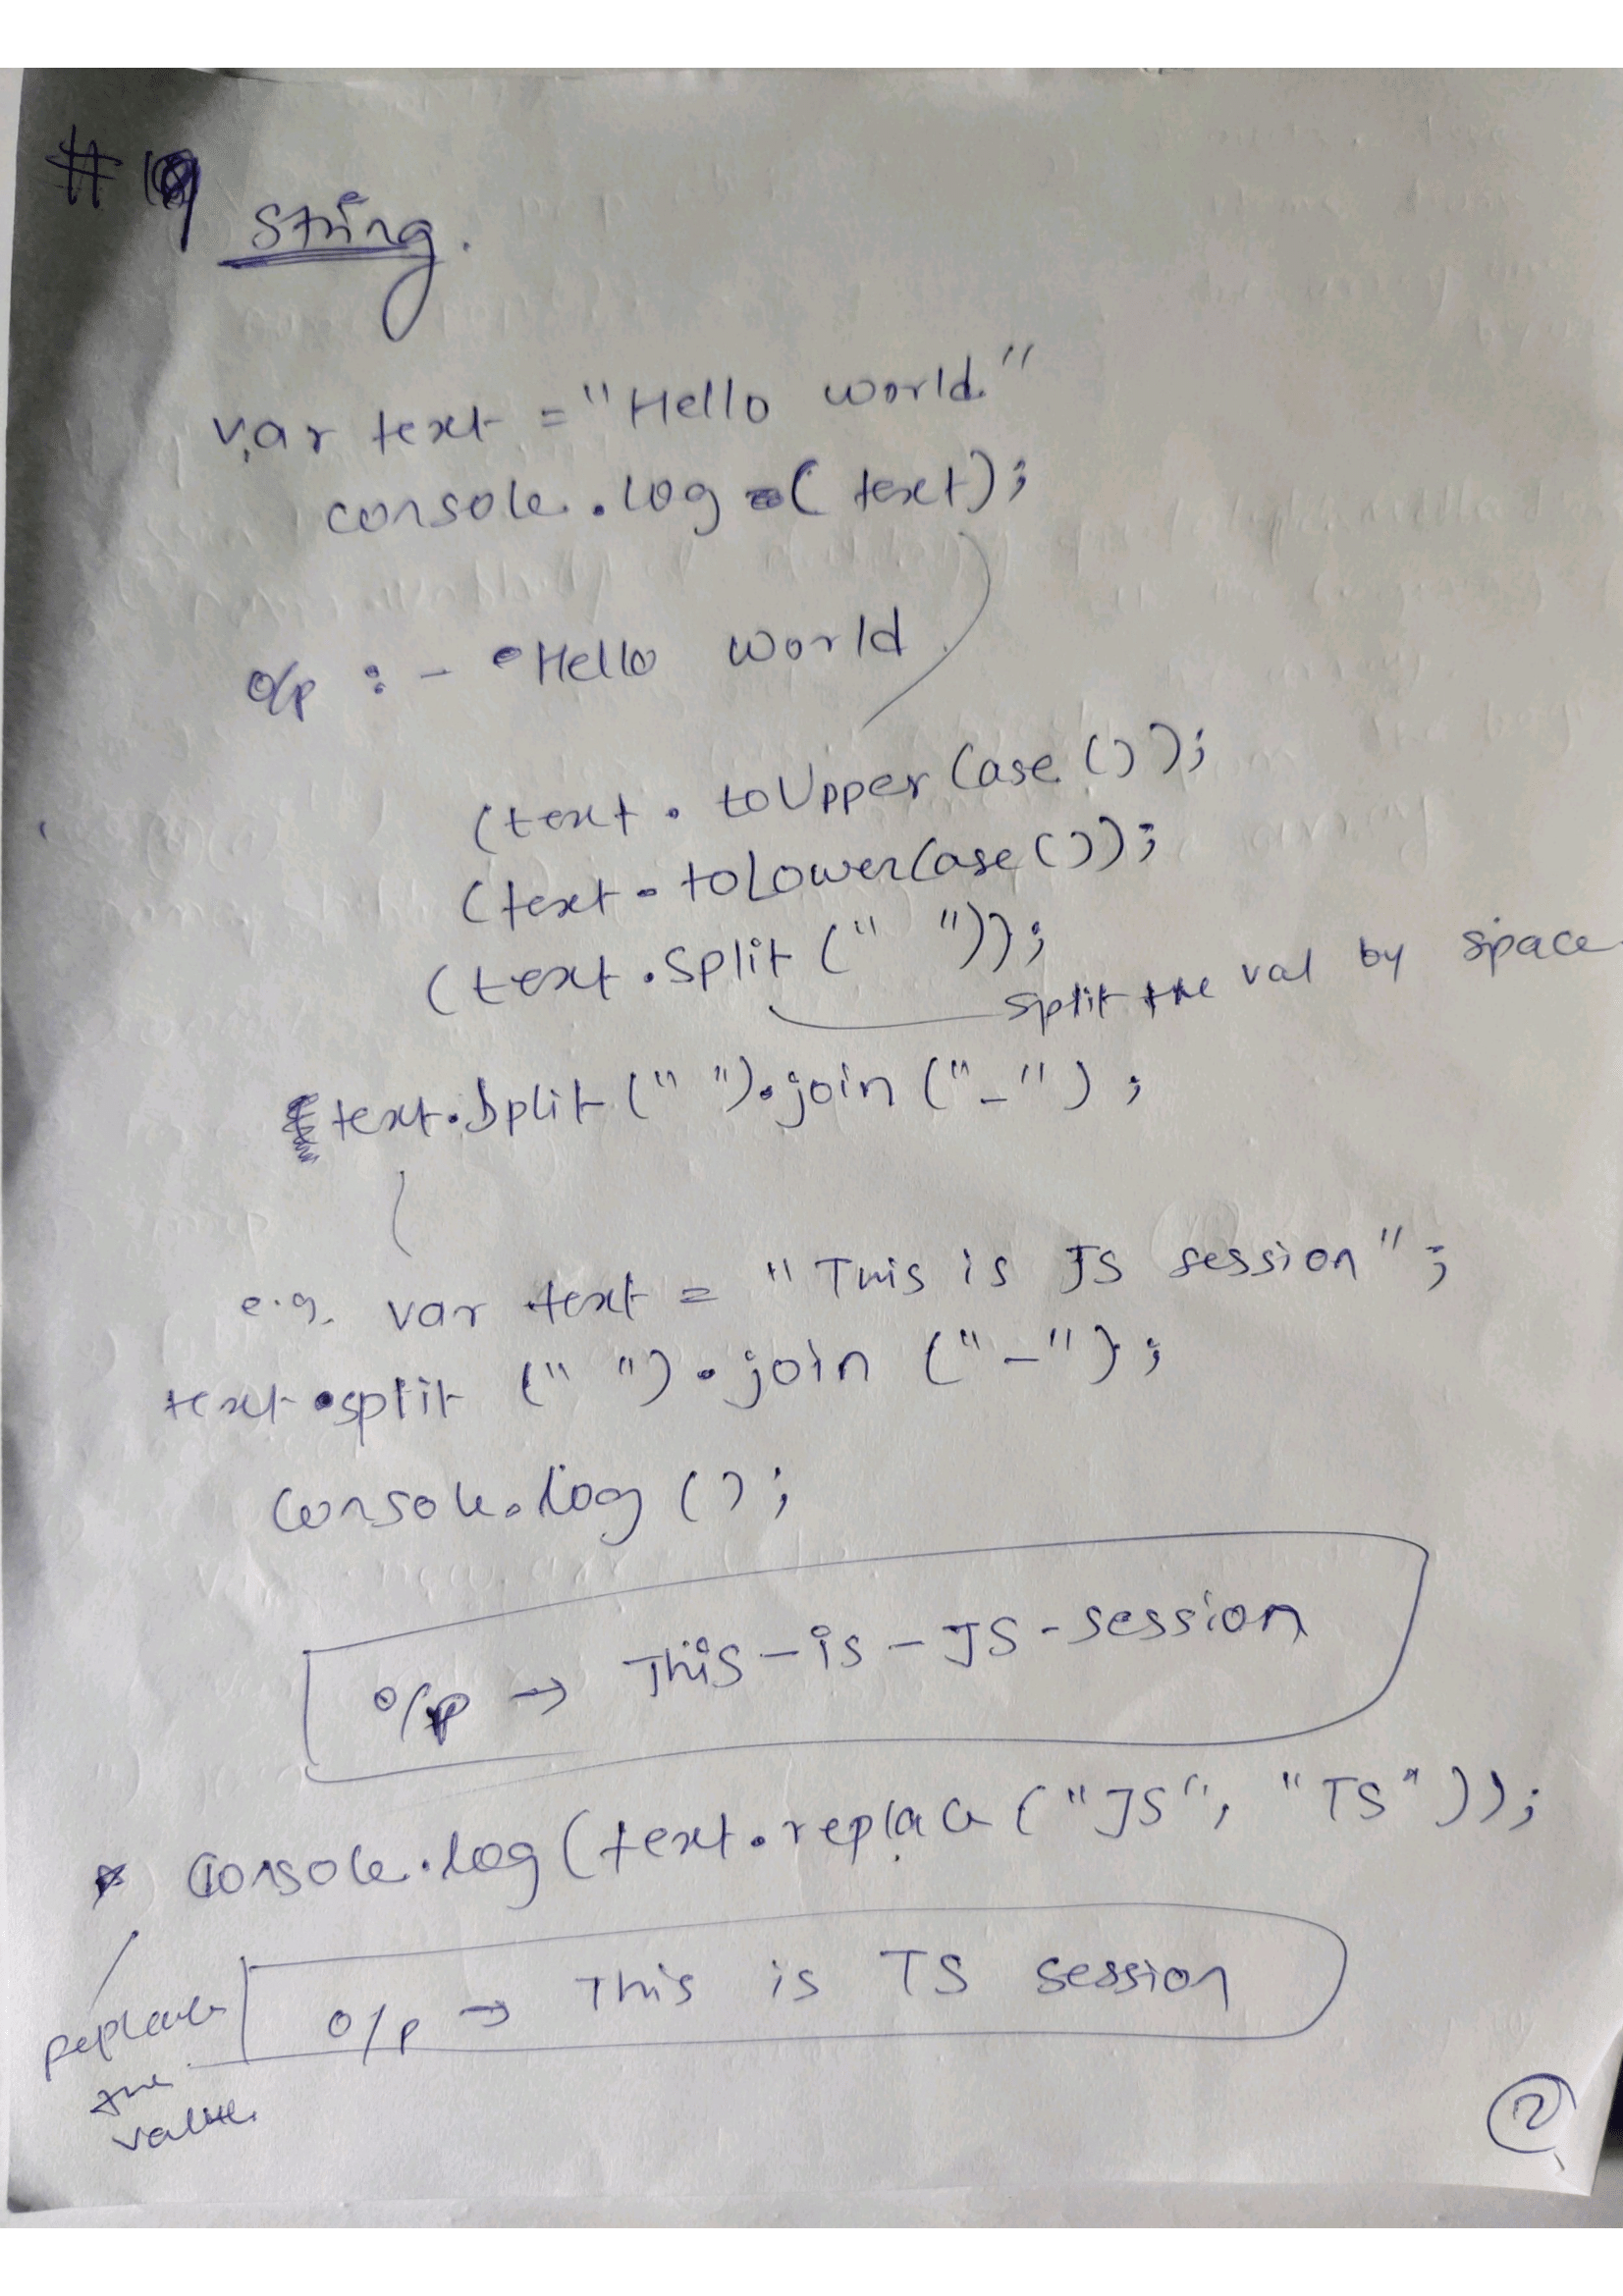 #19
String.
var text = "Hello world."
console.log (text);
o/p :- Hello World
(text.toUpperCase());
(text.toLowerCase());
(text.split(" "));
split the val by space
text.split(" ").join("-");
e.g. var text = "This is JS session";
text.split (" ").join ("-");
console.log();
o/p → This-is-JS-session
* console.log(text.replace("JS", "TS"));
replace
the
value
o/p → This is TS session
2